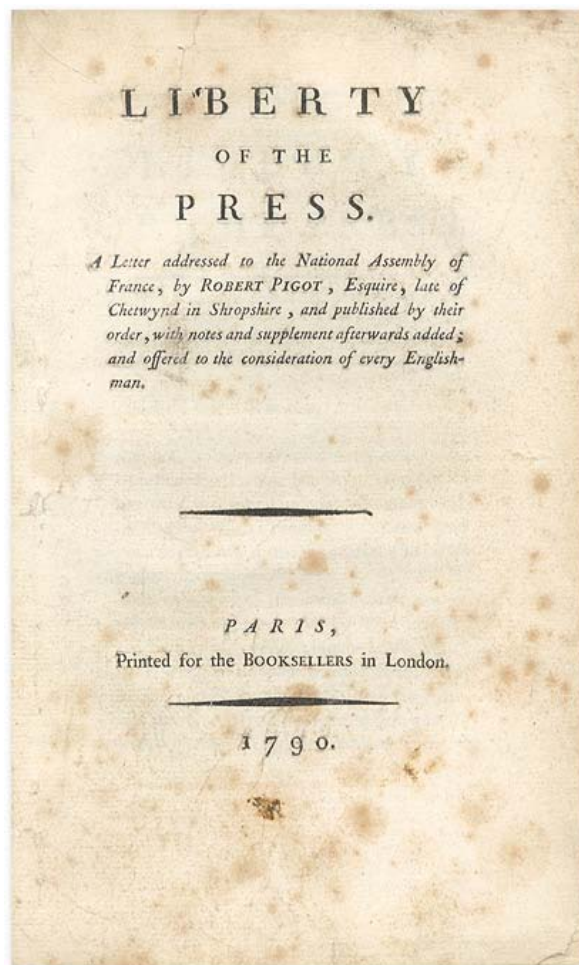 LIBERTY
OF THE
PRESS.
A Letter addressed to the National Assembly of
France, by ROBERT PIGOT, Esquire, late of
Chetwynd in Shropshire, and published by their
order, with notes and supplement afterwards added;
and offered to the consideration of every English-
man.
PARIS,
Printed for the BOOKSELLERS in London.
1790.